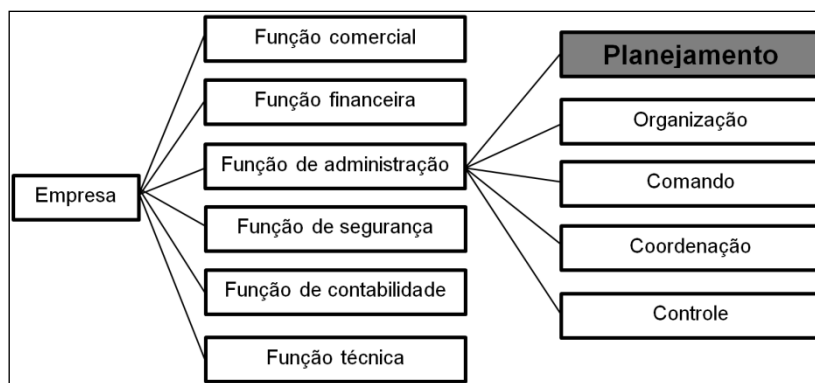 Empresa
Função comercial
Função financeira
Função de administração
Função de segurança
Função de contabilidade
Função técnica
Planejamento
Organização
Comando
Coordenação
Controle